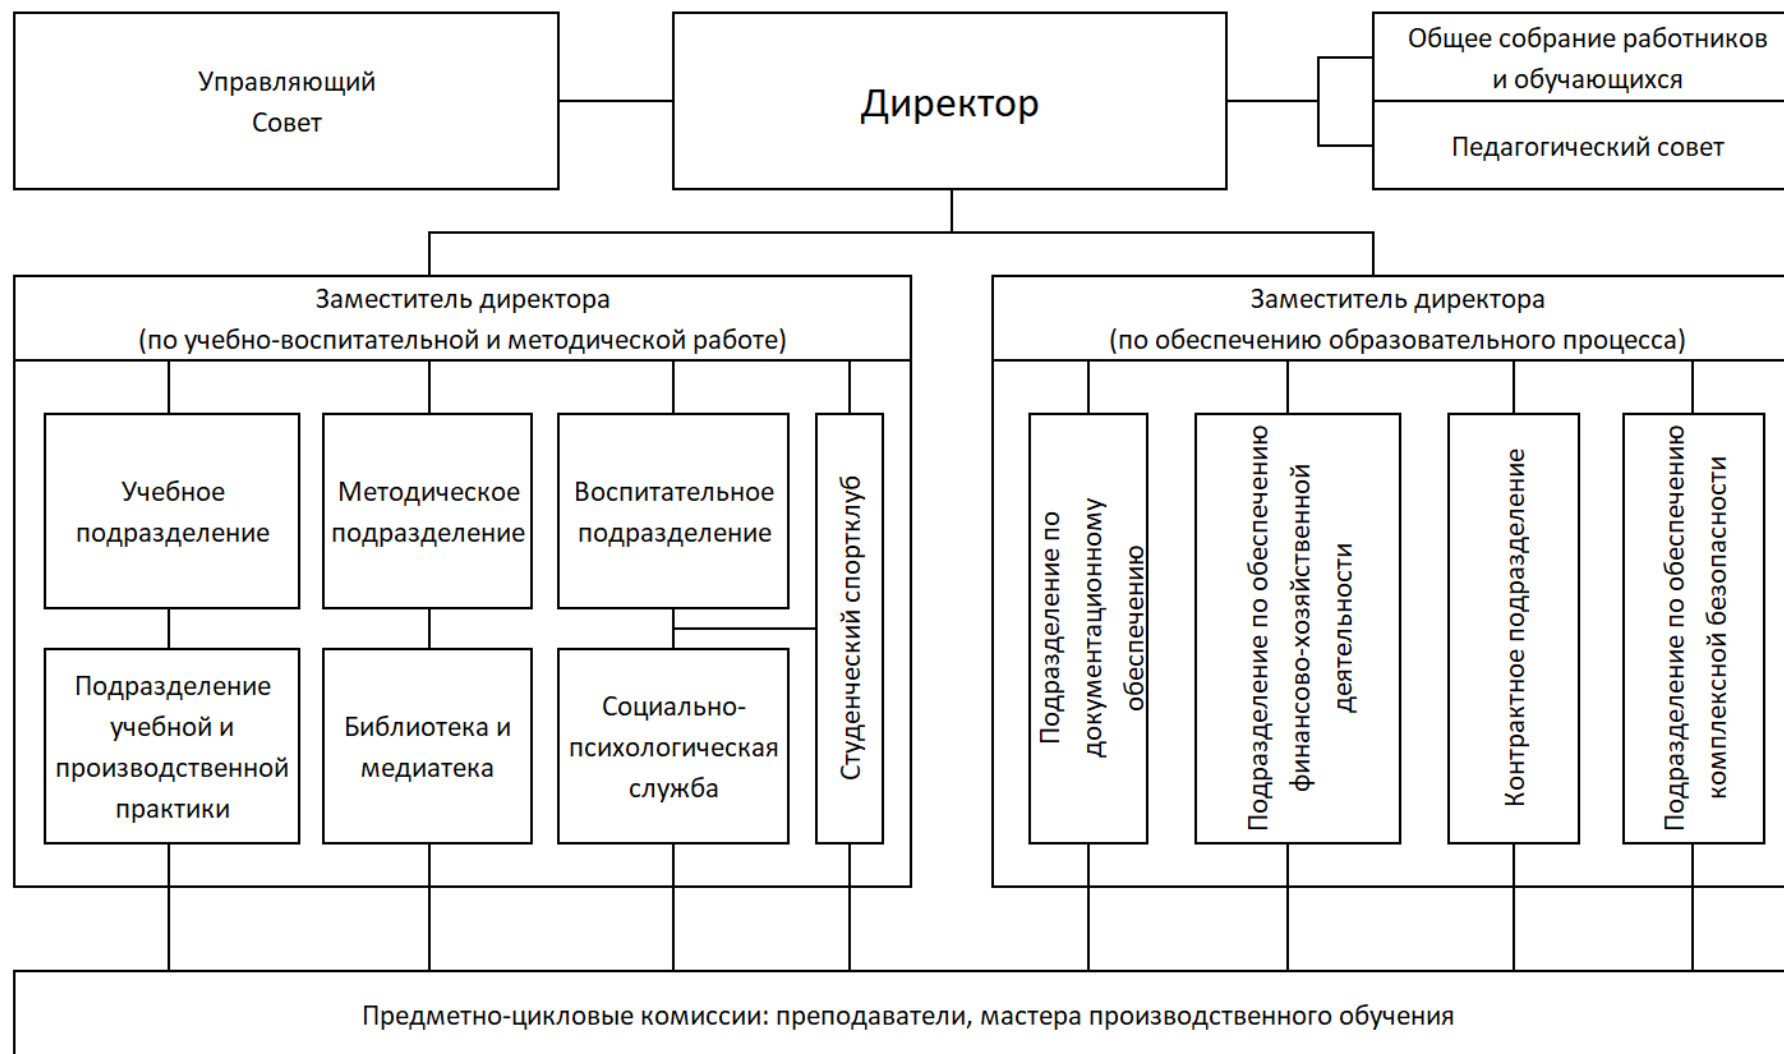 Управляющий
Совет
Директор
Общее собрание работников
и обучающихся
Педагогический совет
Заместитель директора
(по учебно-воспитательной и методической работе)
Учебное
подразделение
Методическое
подразделение
Воспитательное
подразделение
Студенческий спортклуб
Подразделение
учебной и
производственной
практики
Библиотека и
медиатека
Социально-
психологическая
служба
Заместитель директора
(по обеспечению образовательного процесса)
Подразделение по
документационному
обеспечению
Подразделение по обеспечению
финансово-хозяйственной
деятельности
Контрактное подразделение
Подразделение по обеспечению
комплексной безопасности
Предметно-цикловые комиссии: преподаватели, мастера производственного обучения